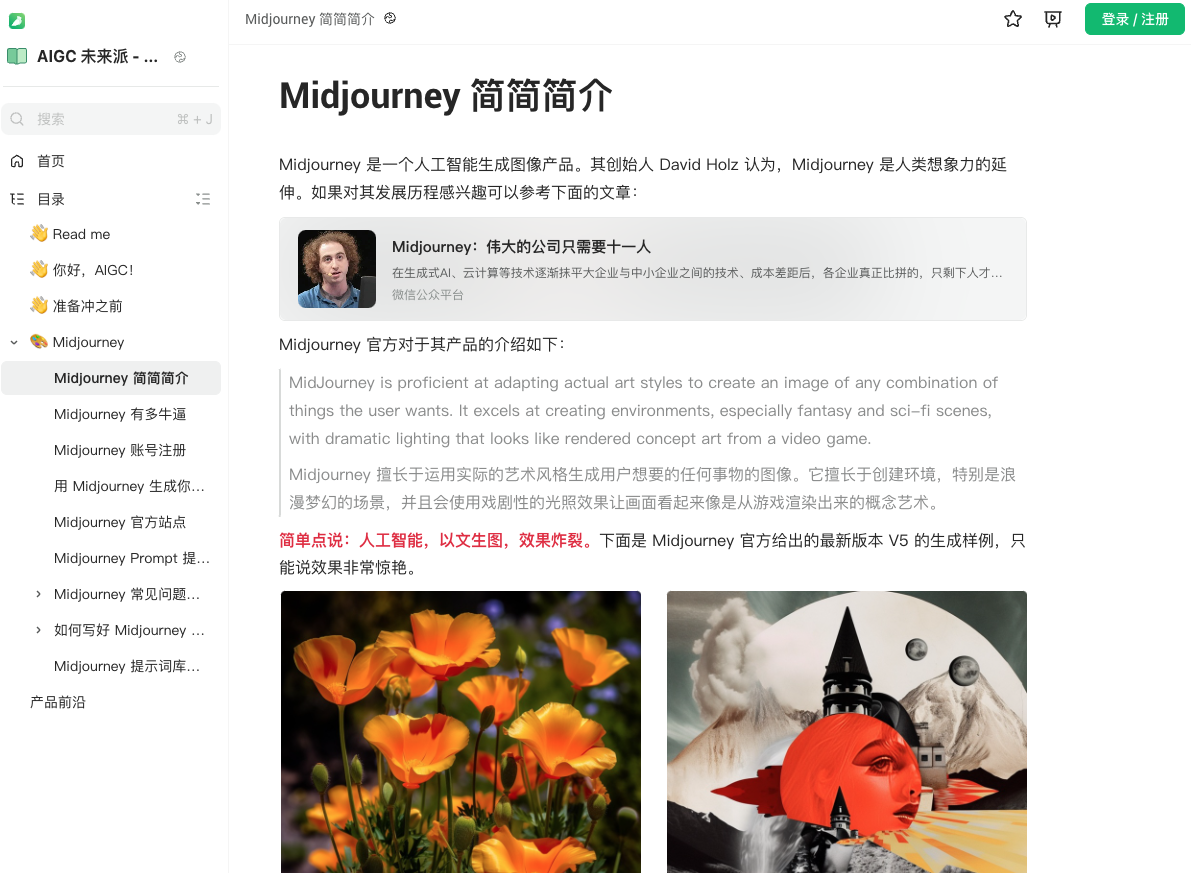 Midjourney 简简简介
登录 / 注册
AIGC 未来派 - ...
搜索
⌘ + J
首页
目录
Read me
你好，AIGC！
准备冲之前
Midjourney
Midjourney 简简简介
Midjourney 有多牛逼
Midjourney 账号注册
用 Midjourney 生成你...
Midjourney 官方站点
Midjourney Prompt 提...
Midjourney 常见问题...
如何写好 Midjourney ...
Midjourney 提示词库...
产品前沿
Midjourney 简简简介
Midjourney 是一个人工智能生成图像产品。其创始人 David Holz 认为，Midjourney 是人类想象力的延
伸。如果对其发展历程感兴趣可以参考下面的文章：
Midjourney：伟大的公司只需要十一人
在生成式AI、云计算等技术逐渐抹平大企业与中小企业之间的技术、成本差距后，各企业真正比拼的，只剩下人才...
微信公众平台
Midjourney 官方对于其产品的介绍如下：
MidJourney is proficient at adapting actual art styles to create an image of any combination of
things the user wants. It excels at creating environments, especially fantasy and sci-fi scenes,
with dramatic lighting that looks like rendered concept art from a video game.
Midjourney 擅长于运用实际的艺术风格生成用户想要的任何事物的图像。它擅长于创建环境，特别是浪
漫梦幻的场景，并且会使用戏剧性的光照效果让画面看起来像是从游戏渲染出来的概念艺术。
简单点说：人工智能，以文生图，效果炸裂。下面是 Midjourney 官方给出的最新版本 V5 的生成样例，只
能说效果非常惊艳。